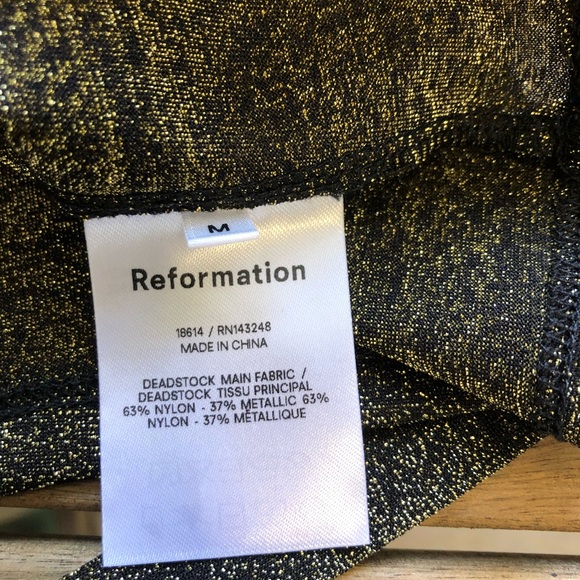 M
Reformation
18614 / RN143248
MADE IN CHINA
DEADSTOCK MAIN FABRIC /
DEADSTOCK TISSU PRINCIPAL
63% NYLON - 37% METALLIC 63%
NYLON - 37% MÉTALLIQUE